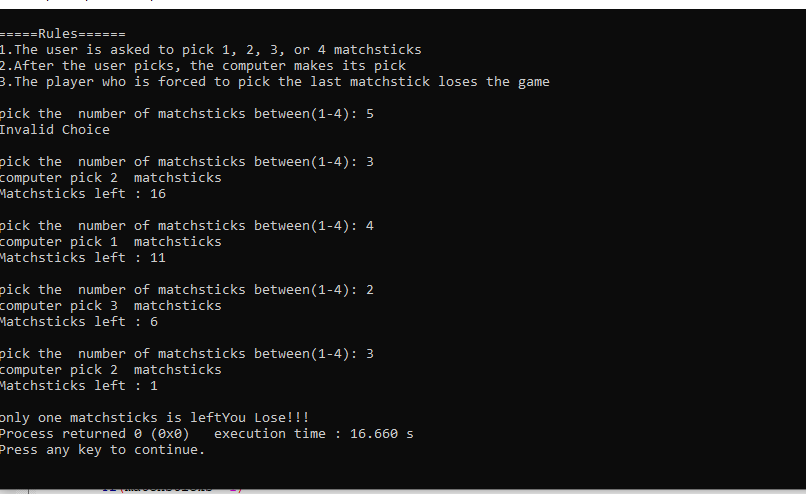 =====Rules======
1.The user is asked to pick 1, 2, 3, or 4 matchsticks
2.After the user picks, the computer makes its pick
3.The player who is forced to pick the last matchstick loses the game
pick the  number of matchsticks between(1-4): 5
Invalid Choice
pick the  number of matchsticks between(1-4): 3
computer pick 2  matchsticks
Matchsticks left : 16
pick the  number of matchsticks between(1-4): 4
computer pick 1  matchsticks
Matchsticks left : 11
pick the  number of matchsticks between(1-4): 2
computer pick 3  matchsticks
Matchsticks left : 6
pick the  number of matchsticks between(1-4): 3
computer pick 2  matchsticks
Matchsticks left : 1
only one matchsticks is leftYou Lose!!!
Process returned 0 (0x0)   execution time : 16.660 s
Press any key to continue.